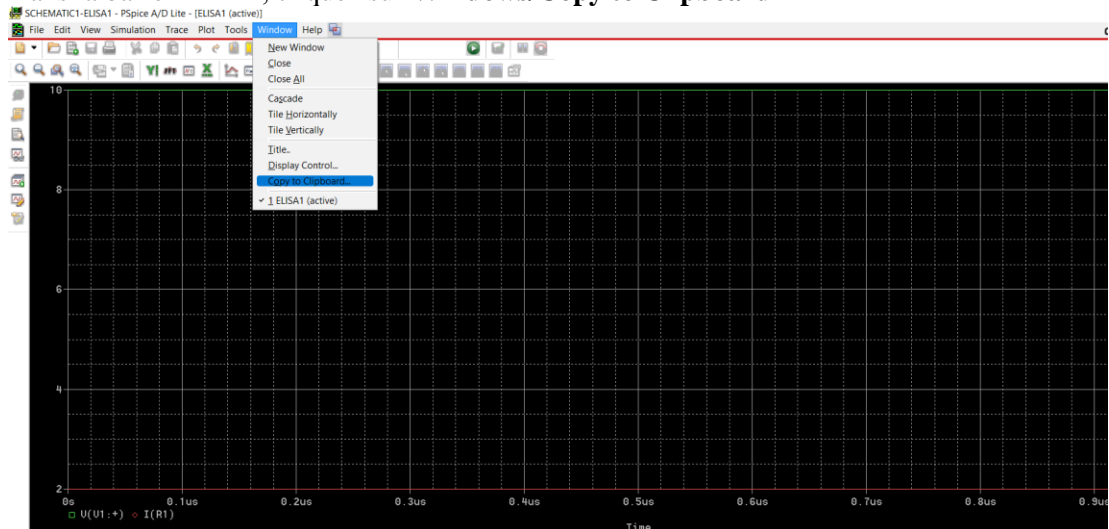 Window/Copy to Clipboard
SCHEMATIC1-ELISA1 - PSpice A/D Lite - [ELISA1 (active)]
File Edit View Simulation Trace Plot Tools Window Help
New Window
Close
Close All
Cascade
Tile Horizontally
Tile Vertically
Title..
Display Control...
Copy to Clipboard...
✓ 1 ELISA1 (active)
10
8
6
4
2
0s 0.1us 0.2us 0.3us 0.4us 0.5us 0.6us 0.7us 0.8us 0.9us
V(V1:+) I(R1)
Time